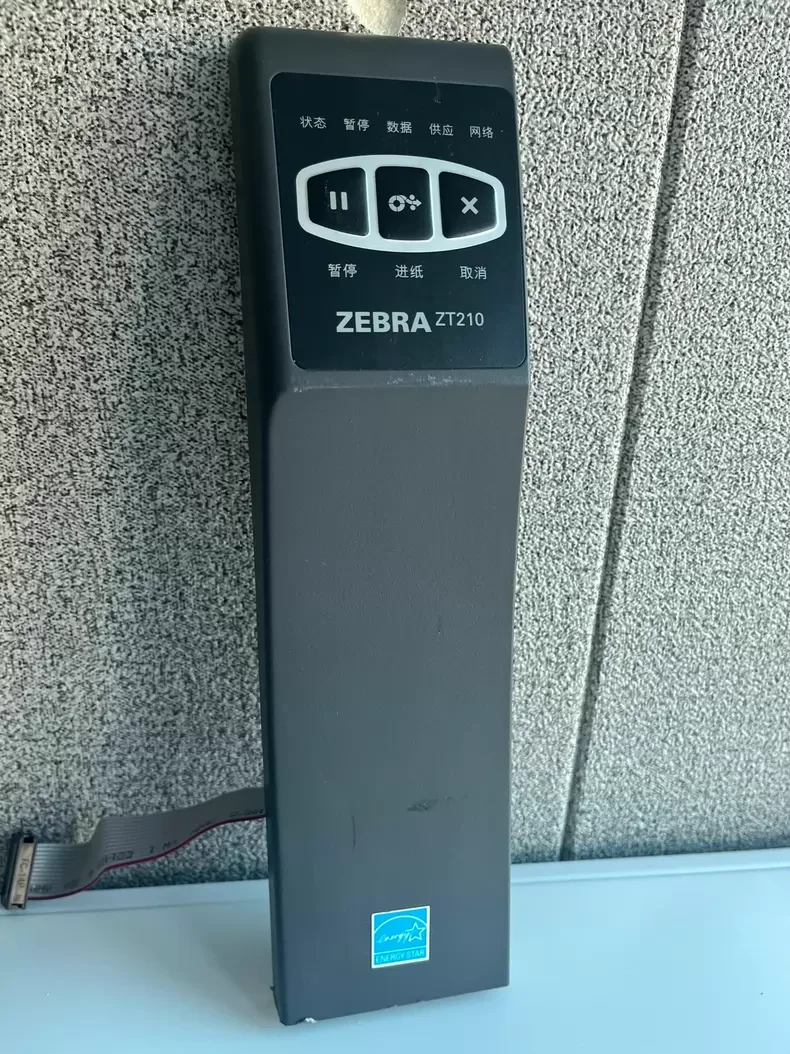 状态 暂停 数据 供应 网络
暂停 进纸 取消
ZEBRA ZT210
energy
ENERGY STAR